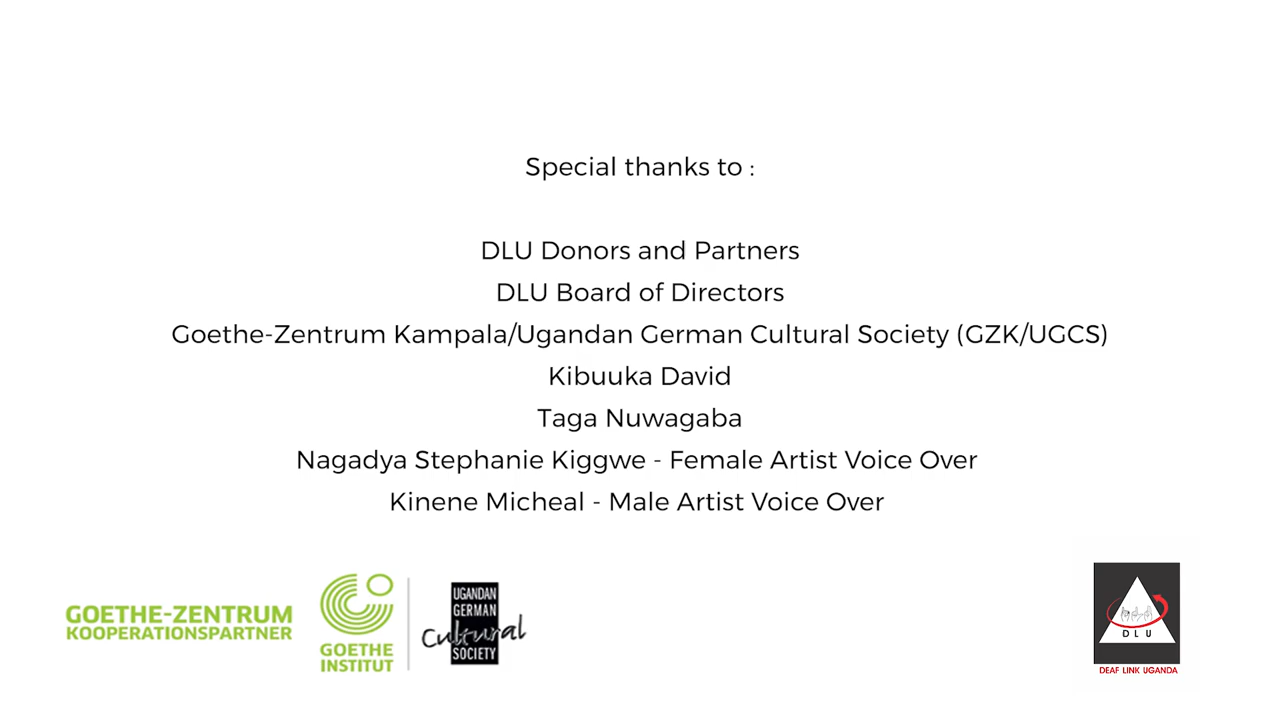 Special thanks to :
DLU Donors and Partners
DLU Board of Directors
Goethe-Zentrum Kampala/Ugandan German Cultural Society (GZK/UGCS)
Kibuuka David
Taga Nuwagaba
Nagadya Stephanie Kiggwe - Female Artist Voice Over
Kinene Micheal - Male Artist Voice Over
GOETHE-ZENTRUM
KOOPERATIONSPARTNER
GOETHE
INSTITUT
UGANDAN
GERMAN
Cultural
SOCIETY
DLU
DEAF LINK UGANDA